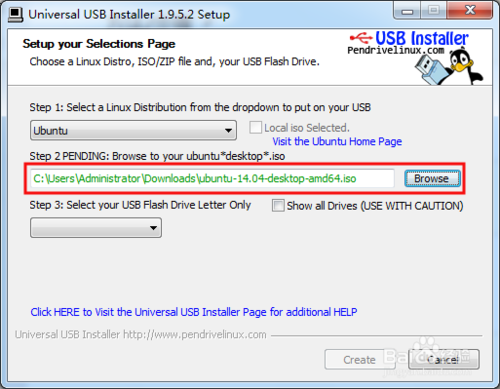 Universal USB Installer 1.9.5.2 Setup
Setup your Selections Page
Choose a Linux Distro, ISO/ZIP file and, your USB Flash Drive.
USB Installer
Pendrivelinux.com
Step 1: Select a Linux Distribution from the dropdown to put on your USB
Ubuntu
Local iso Selected.
Visit the Ubuntu Home Page
Step 2 PENDING: Browse to your ubuntu*desktop*.iso
C:\Users\Administrator\Downloads\ubuntu-14.04-desktop-amd64.iso
Browse
Step 3: Select your USB Flash Drive Letter Only
Show all Drives (USE WITH CAUTION)
Click HERE to Visit the Universal USB Installer Page for additional HELP
Universal USB Installer http://www.pendrivelinux.com
Create
Cancel